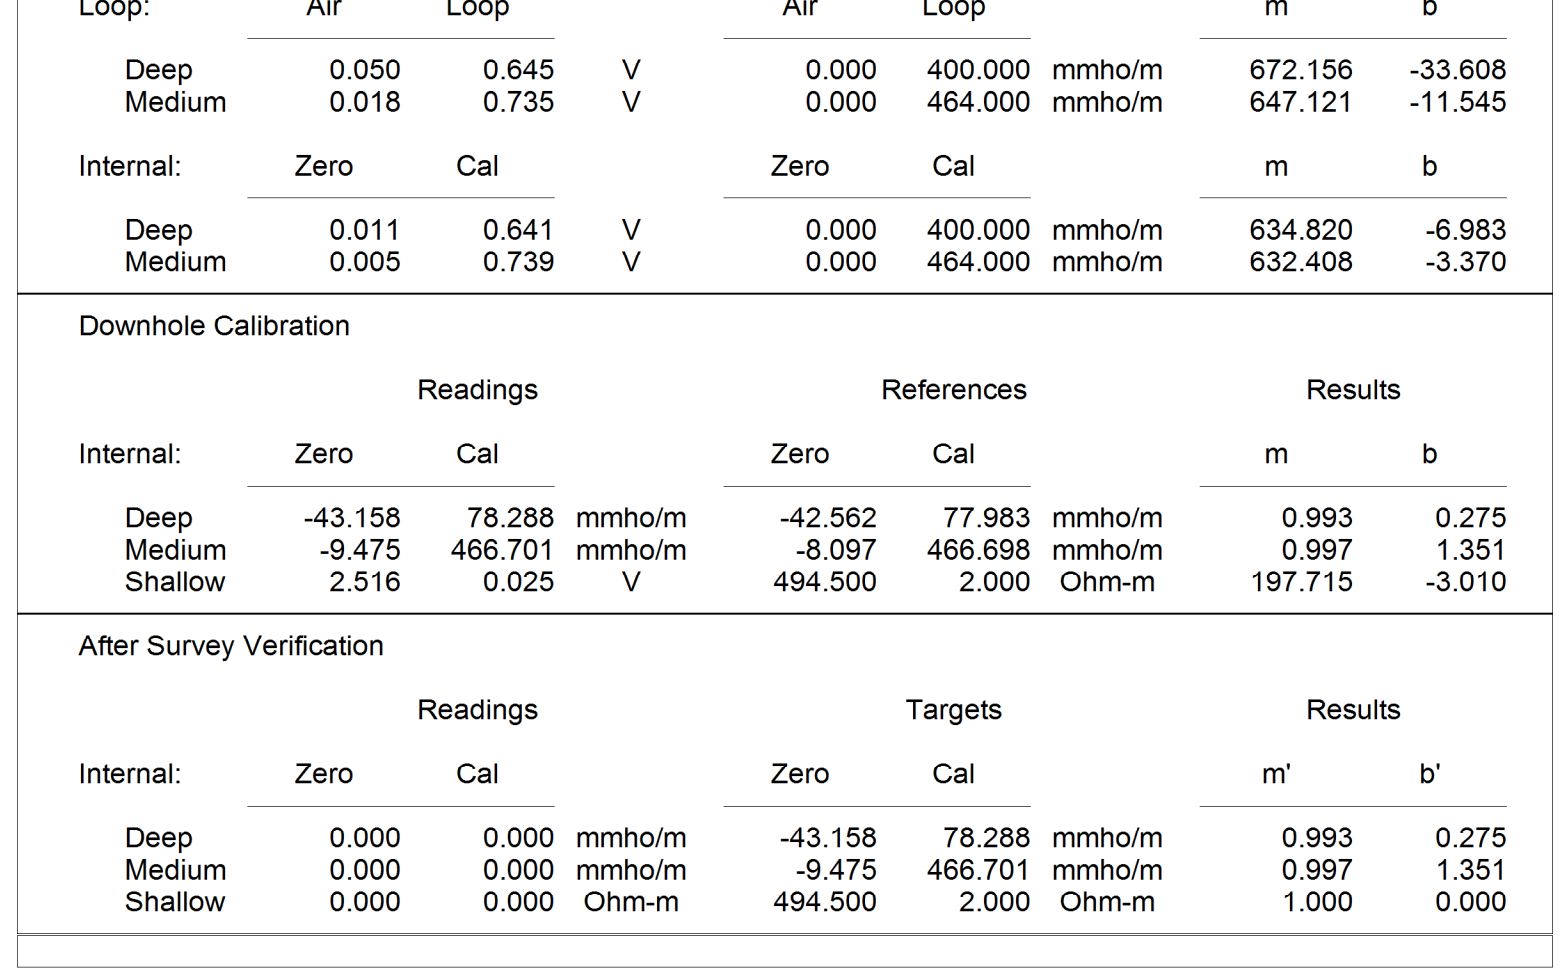 Loop: Air Loop Air Loop m b
Deep 0.050 0.645 V 0.000 400.000 mmho/m 672.156 -33.608
Medium 0.018 0.735 V 0.000 464.000 mmho/m 647.121 -11.545
Internal: Zero Cal Zero Cal m b
Deep 0.011 0.641 V 0.000 400.000 mmho/m 634.820 -6.983
Medium 0.005 0.739 V 0.000 464.000 mmho/m 632.408 -3.370
Downhole Calibration
Readings References Results
Internal: Zero Cal Zero Cal m b
Deep -43.158 78.288 mmho/m -42.562 77.983 mmho/m 0.993 0.275
Medium -9.475 466.701 mmho/m -8.097 466.698 mmho/m 0.997 1.351
Shallow 2.516 0.025 V 494.500 2.000 Ohm-m 197.715 -3.010
After Survey Verification
Readings Targets Results
Internal: Zero Cal Zero Cal m' b'
Deep 0.000 0.000 mmho/m -43.158 78.288 mmho/m 0.993 0.275
Medium 0.000 0.000 mmho/m -9.475 466.701 mmho/m 0.997 1.351
Shallow 0.000 0.000 Ohm-m 494.500 2.000 Ohm-m 1.000 0.000